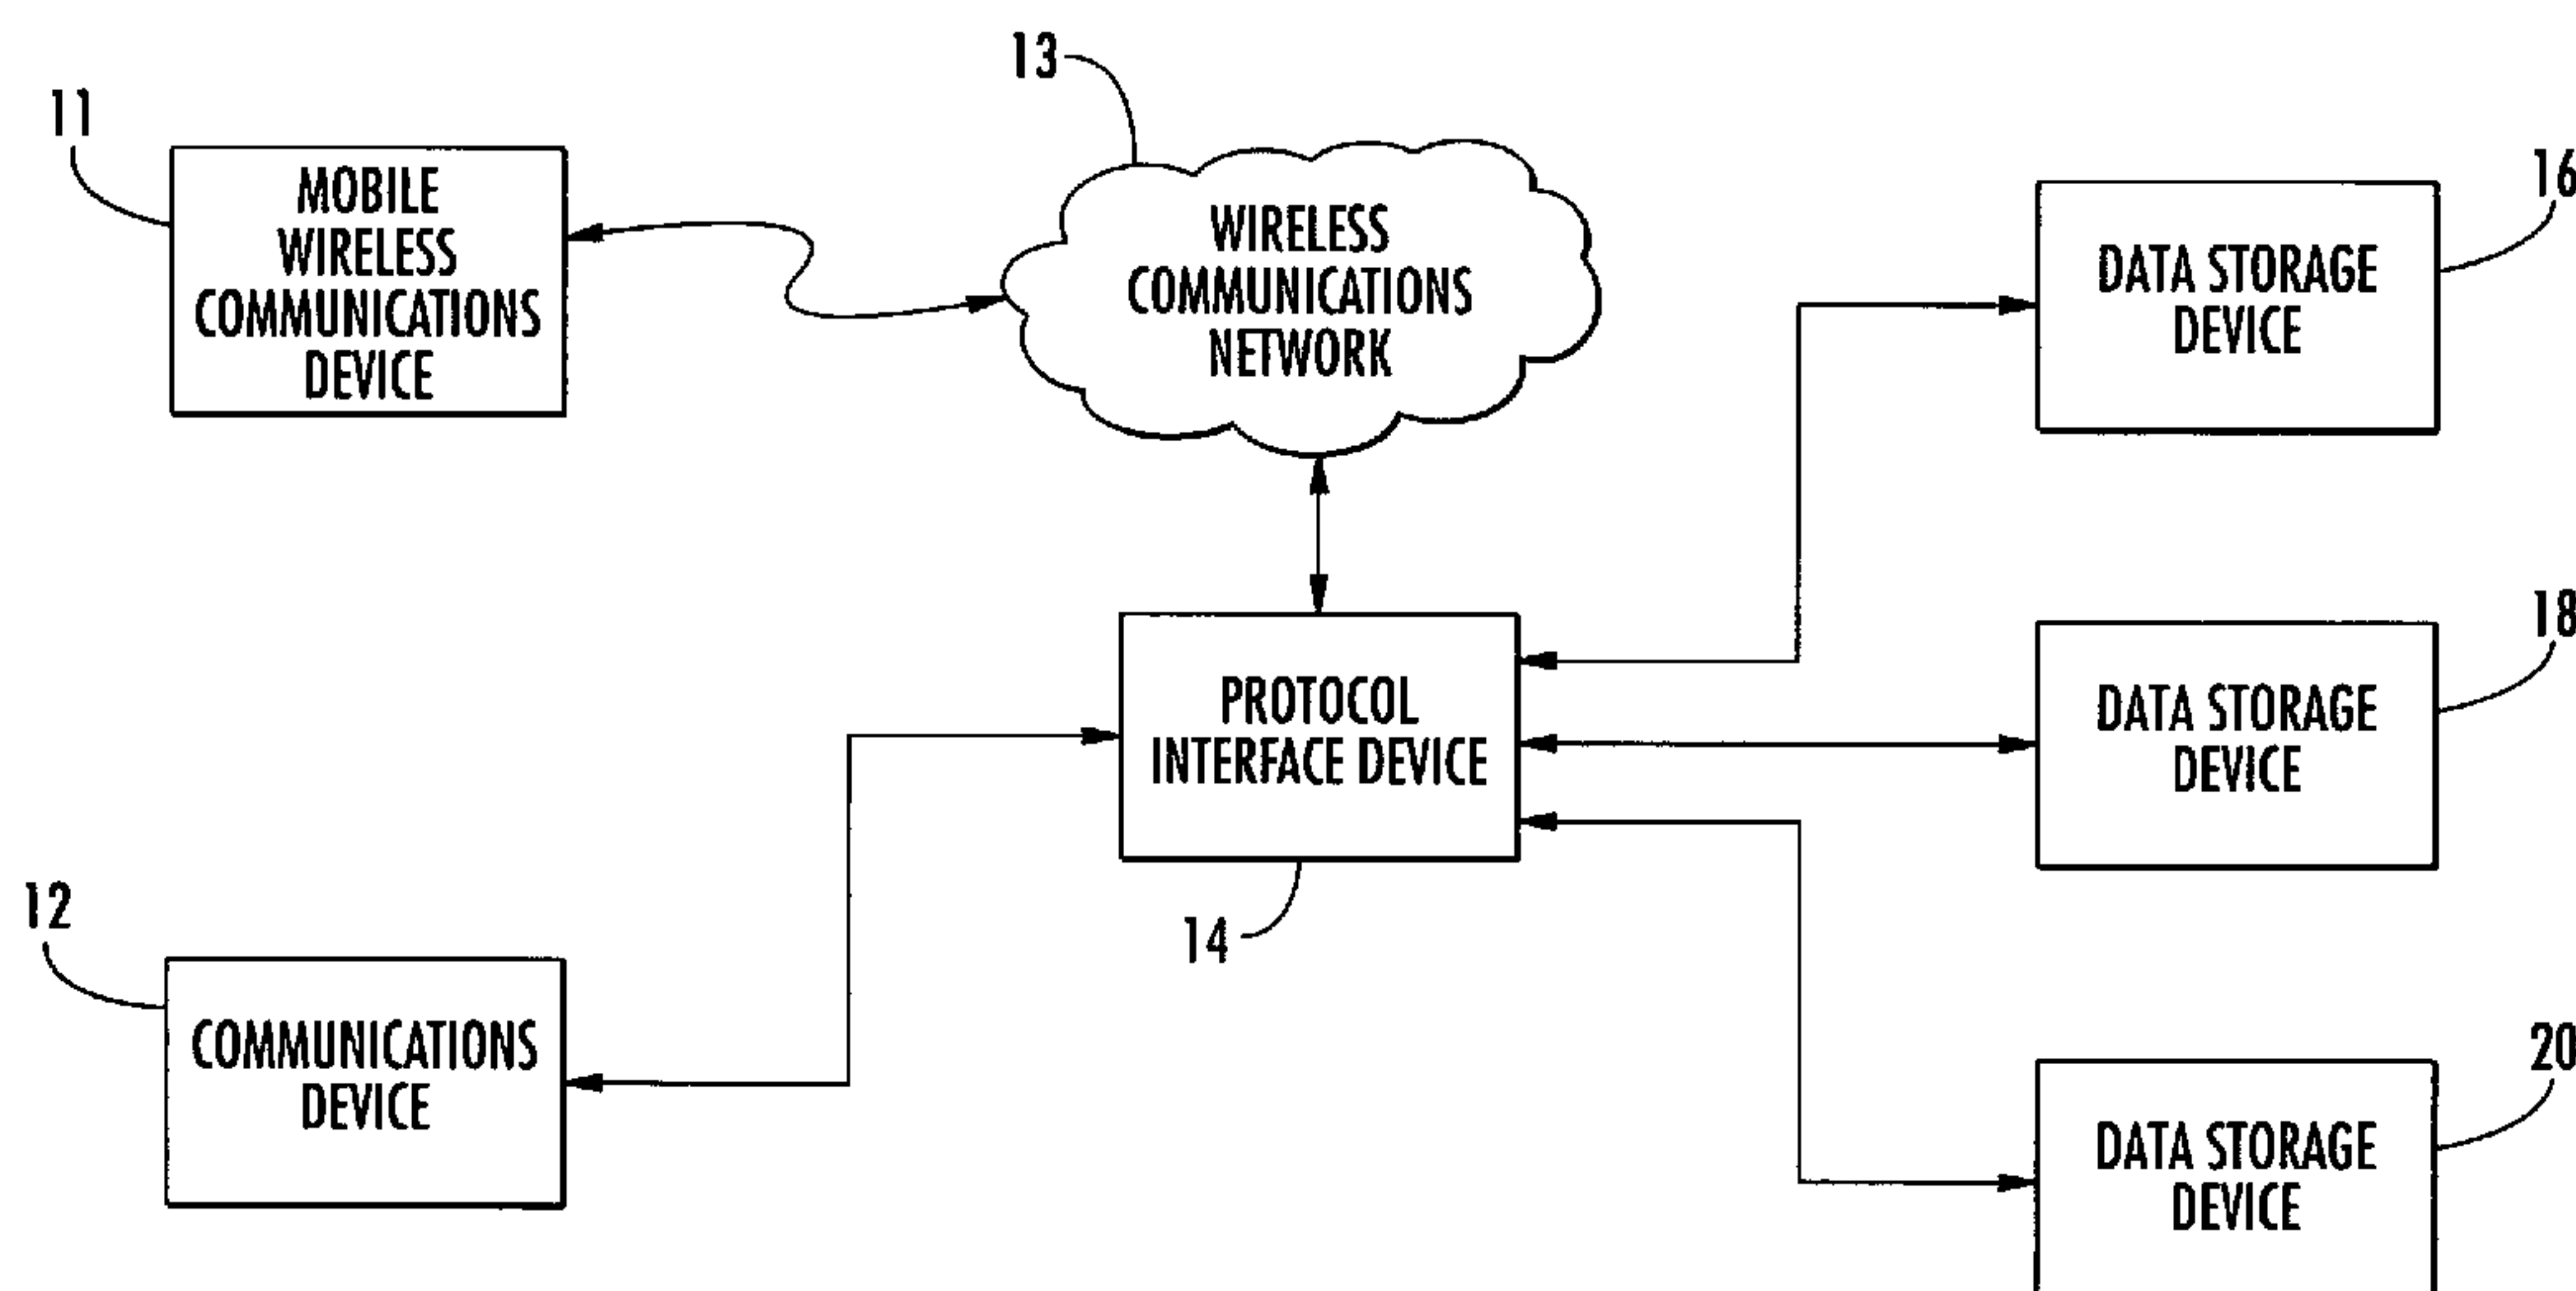 13
11
MOBILE
WIRELESS
COMMUNICATIONS
DEVICE
WIRELESS
COMMUNICATIONS
NETWORK
16
DATA STORAGE
DEVICE
18
PROTOCOL
INTERFACE DEVICE
DATA STORAGE
DEVICE
14
12
COMMUNICATIONS
DEVICE
20
DATA STORAGE
DEVICE